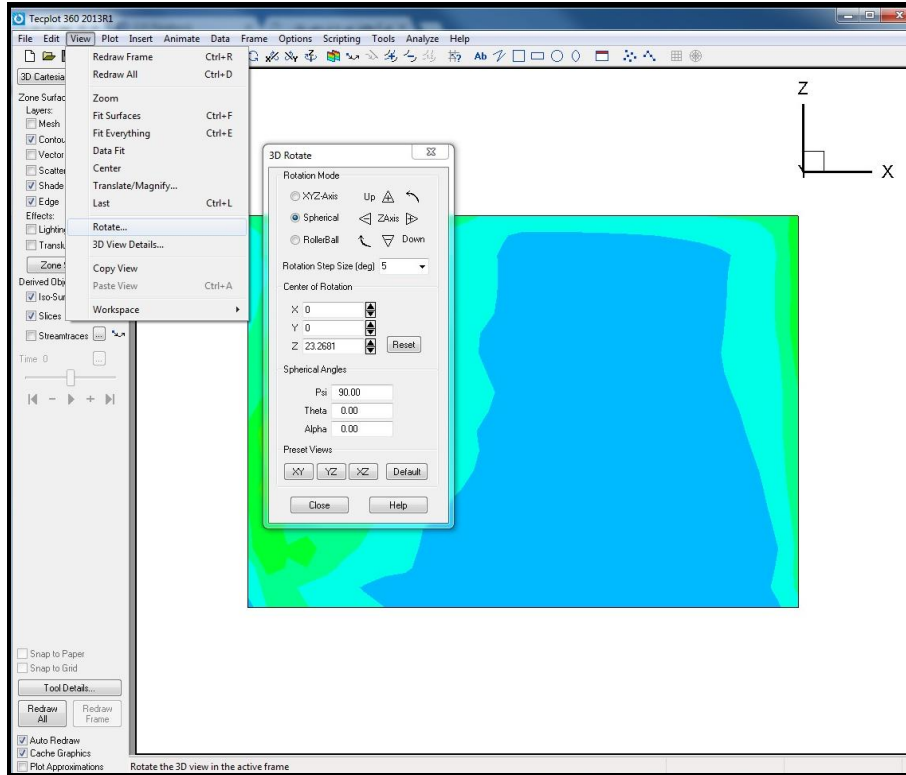 Tecplot 360 2013R1
File Edit View Plot Insert Animate Data Frame Options Scripting Tools Analyze Help
3D Cartesia
Zone Surfac
Layers:
Mesh
Contou
Vector
Scatter
Shade
Edge
Effects:
Lighting
Translu
Zone S
Derived Obj
Iso-Sur
Slices
Streamtraces ...
Time: 0 ...
Snap to Paper
Snap to Grid
Tool Details...
Redraw All
Redraw Frame
Auto Redraw
Cache Graphics
Plot Approximations
Redraw Frame Ctrl+R
Redraw All Ctrl+D
Zoom
Fit Surfaces Ctrl+F
Fit Everything Ctrl+E
Data Fit
Center
Translate/Magnify...
Last Ctrl+L
Rotate...
3D View Details...
Copy View
Paste View Ctrl+A
Workspace
3D Rotate
Rotation Mode
XYZ-Axis Up
Spherical ZAxis
RollerBall Down
Rotation Step Size (deg) 5
Center of Rotation
X 0
Y 0
Z 23.2681 Reset
Spherical Angles
Psi 90.00
Theta 0.00
Alpha 0.00
Preset Views
XY YZ XZ Default
Close Help
Z
Y X
Ab
Rotate the 3D view in the active frame